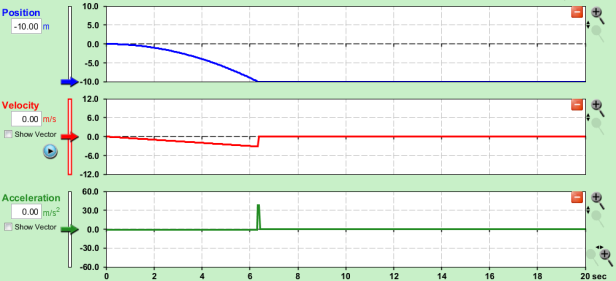 Position
-10.00 m
10.0
5.0
0.0
-5.0
-10.0
Velocity
0.00 m/s
Show Vector
12.0
6.0
0.0
-6.0
-12.0
Acceleration
0.00 m/s²
Show Vector
60.0
30.0
0.0
-30.0
-60.0
0 2 4 6 8 10 12 14 16 18 20 sec